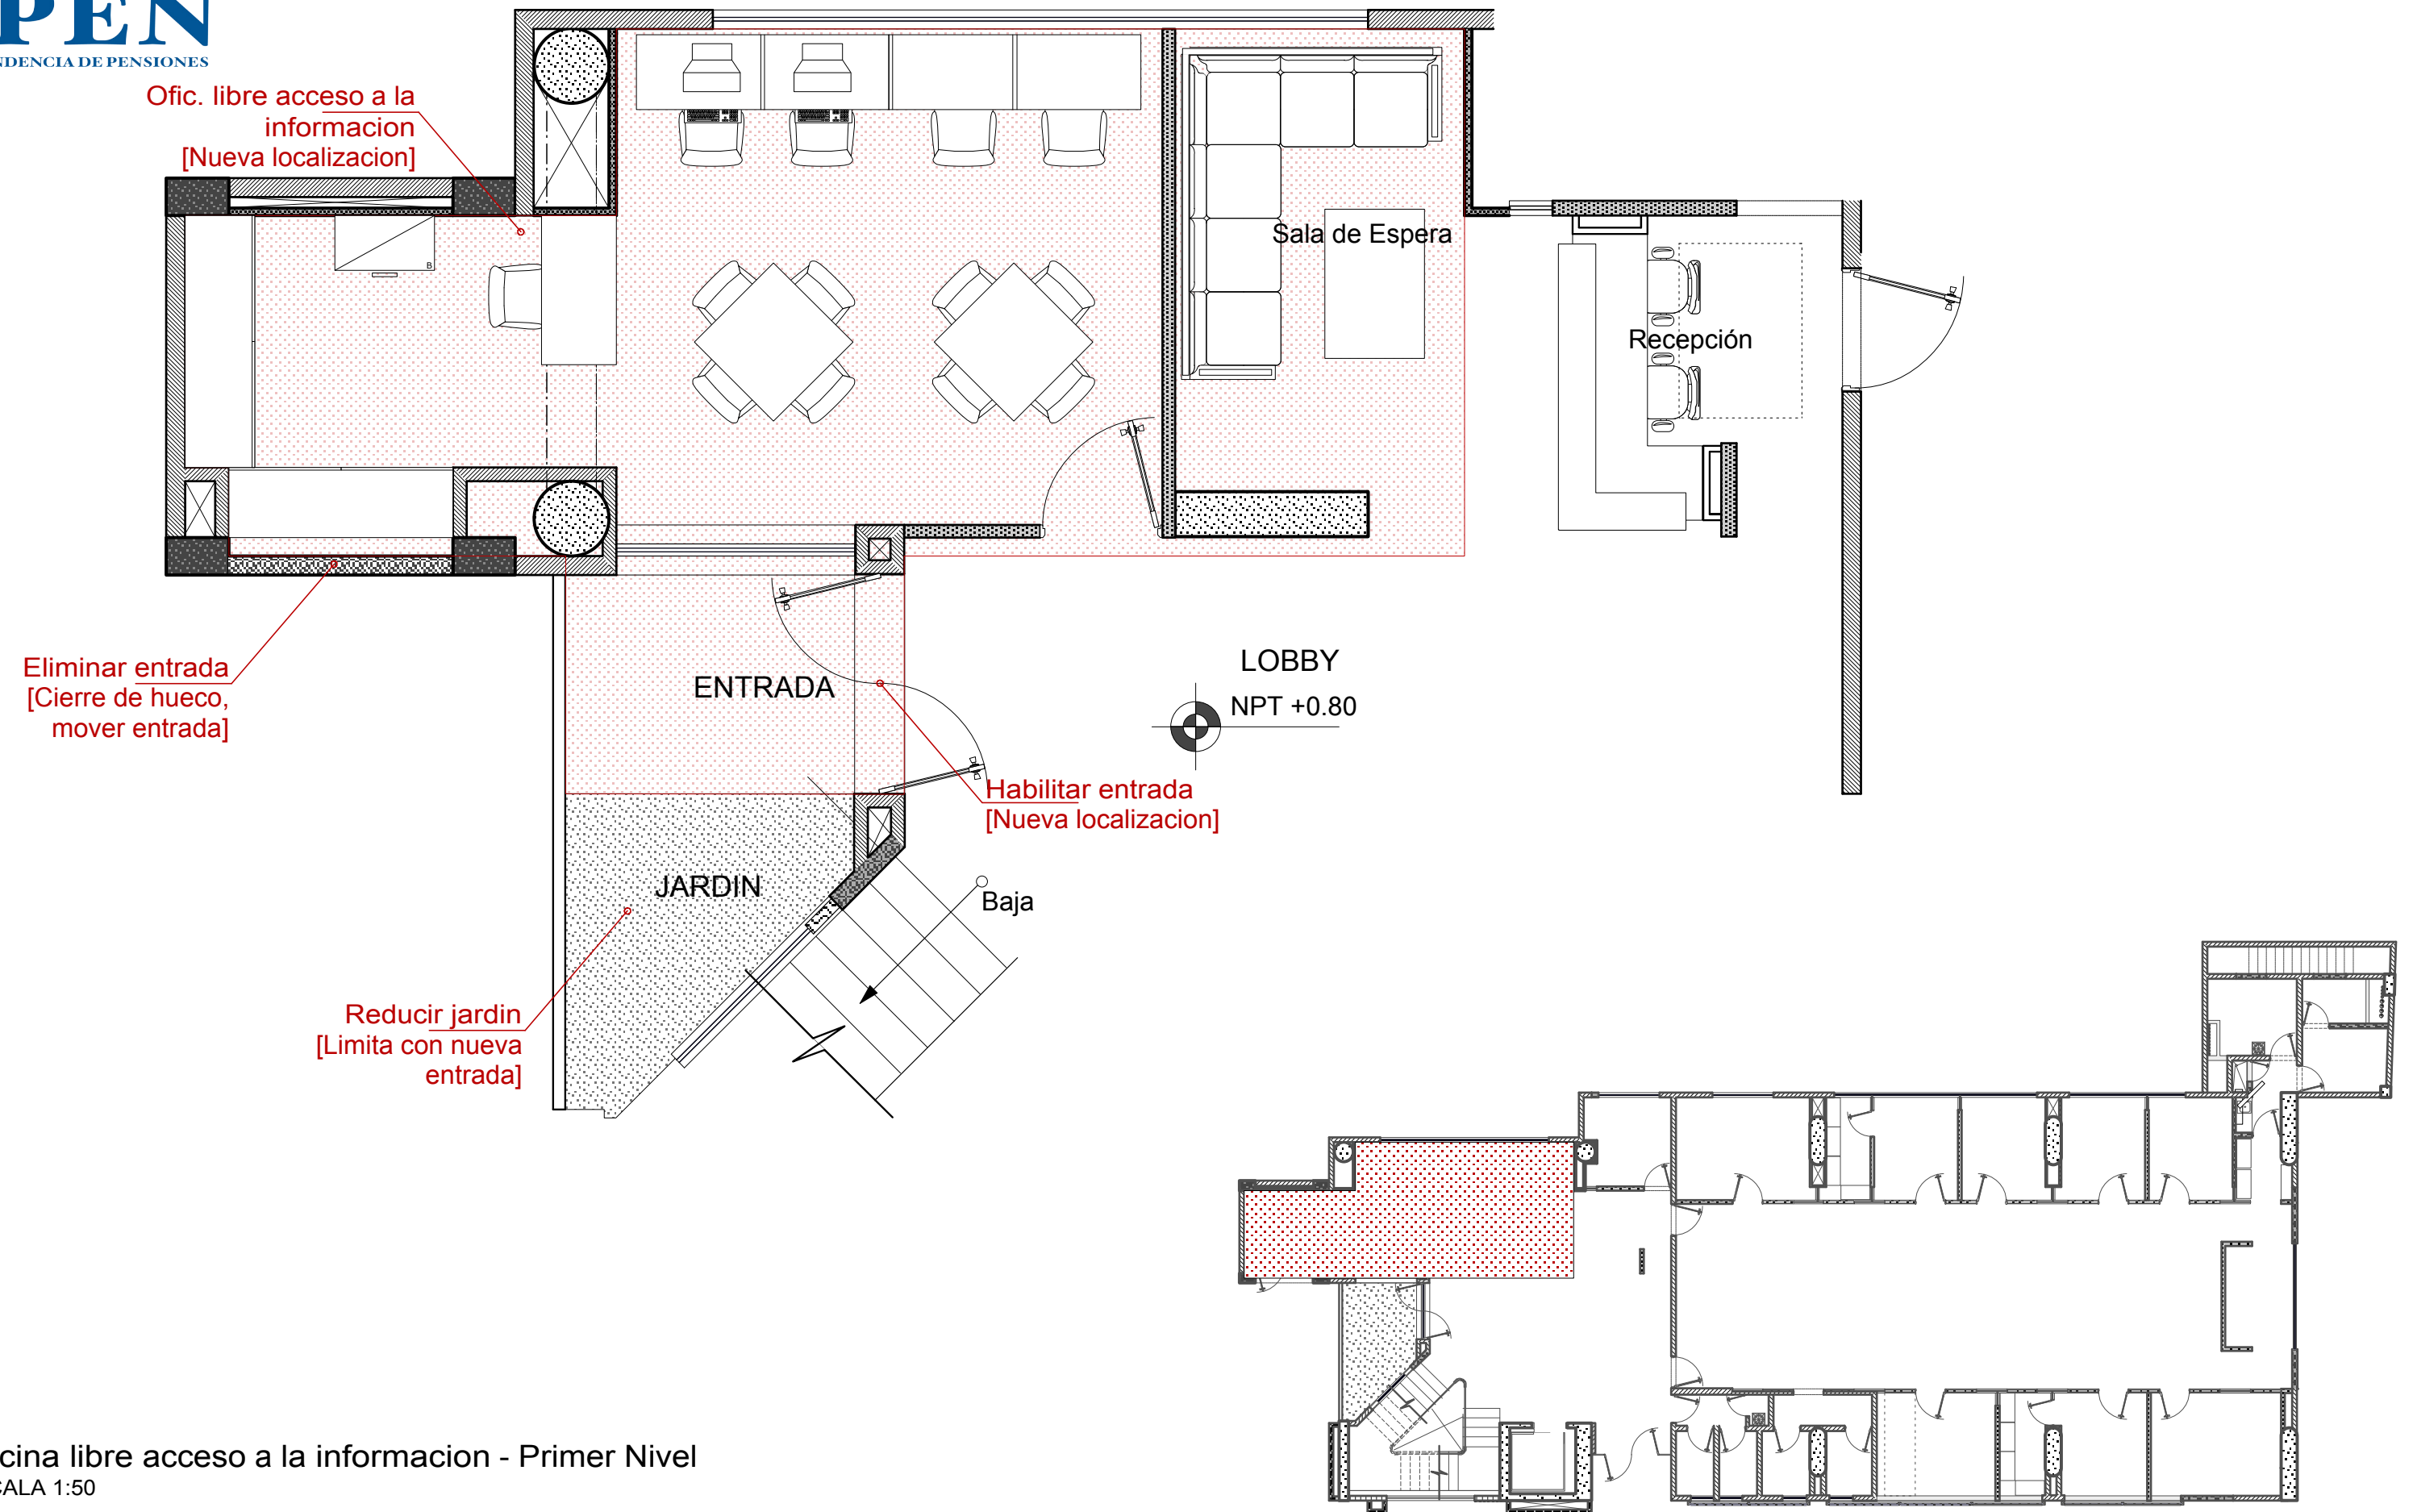 PEN
NDENCIA DE PENSIONES
Ofic. libre acceso a la
informacion
[Nueva localizacion]
Sala de Espera
B
Recepción
Eliminar entrada
[Cierre de hueco,
mover entrada]
ENTRADA
LOBBY
NPT +0.80
Habilitar entrada
[Nueva localizacion]
JARDIN
Baja
Reducir jardin
[Limita con nueva
entrada]
cina libre acceso a la informacion - Primer Nivel
CALA 1:50